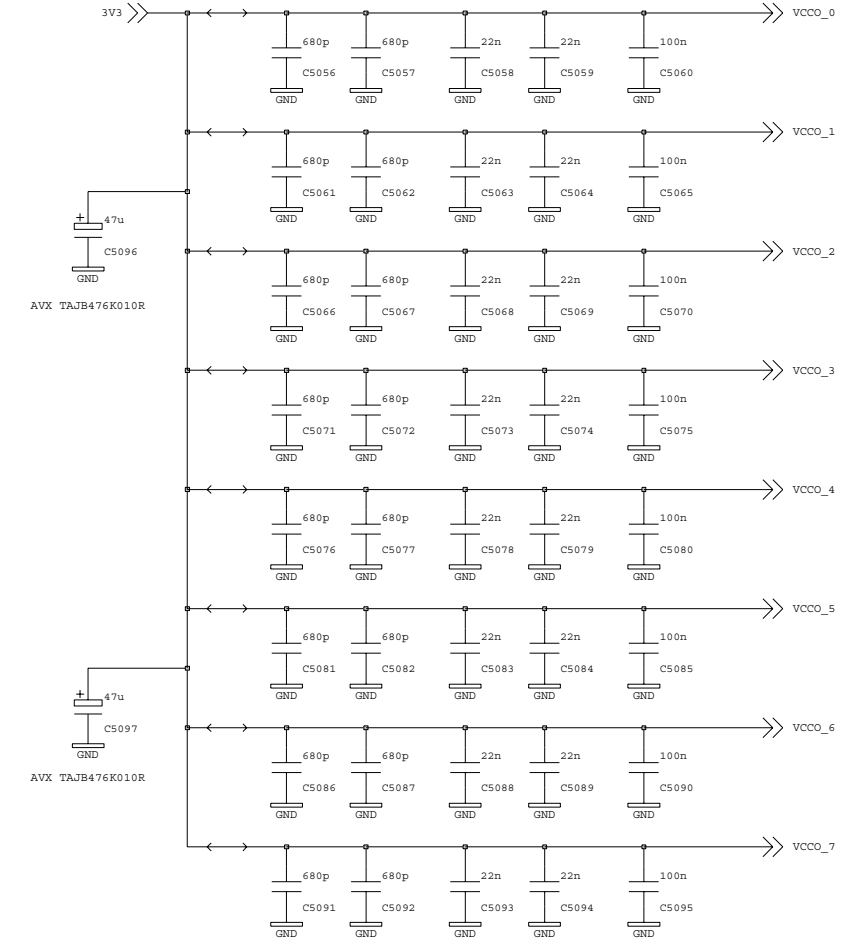 3V3 VCCO_0
680p 680p 22n 22n 100n
C5056 C5057 C5058 C5059 C5060
GND GND GND GND GND
VCCO_1
680p 680p 22n 22n 100n
C5061 C5062 C5063 C5064 C5065
GND GND GND GND GND
+ 47u
C5096
GND
AVX TAJB476K010R
VCCO_2
680p 680p 22n 22n 100n
C5066 C5067 C5068 C5069 C5070
GND GND GND GND GND
VCCO_3
680p 680p 22n 22n 100n
C5071 C5072 C5073 C5074 C5075
GND GND GND GND GND
VCCO_4
680p 680p 22n 22n 100n
C5076 C5077 C5078 C5079 C5080
GND GND GND GND GND
VCCO_5
680p 680p 22n 22n 100n
C5081 C5082 C5083 C5084 C5085
GND GND GND GND GND
+ 47u
C5097
GND
AVX TAJB476K010R
VCCO_6
680p 680p 22n 22n 100n
C5086 C5087 C5088 C5089 C5090
GND GND GND GND GND
VCCO_7
680p 680p 22n 22n 100n
C5091 C5092 C5093 C5094 C5095
GND GND GND GND GND